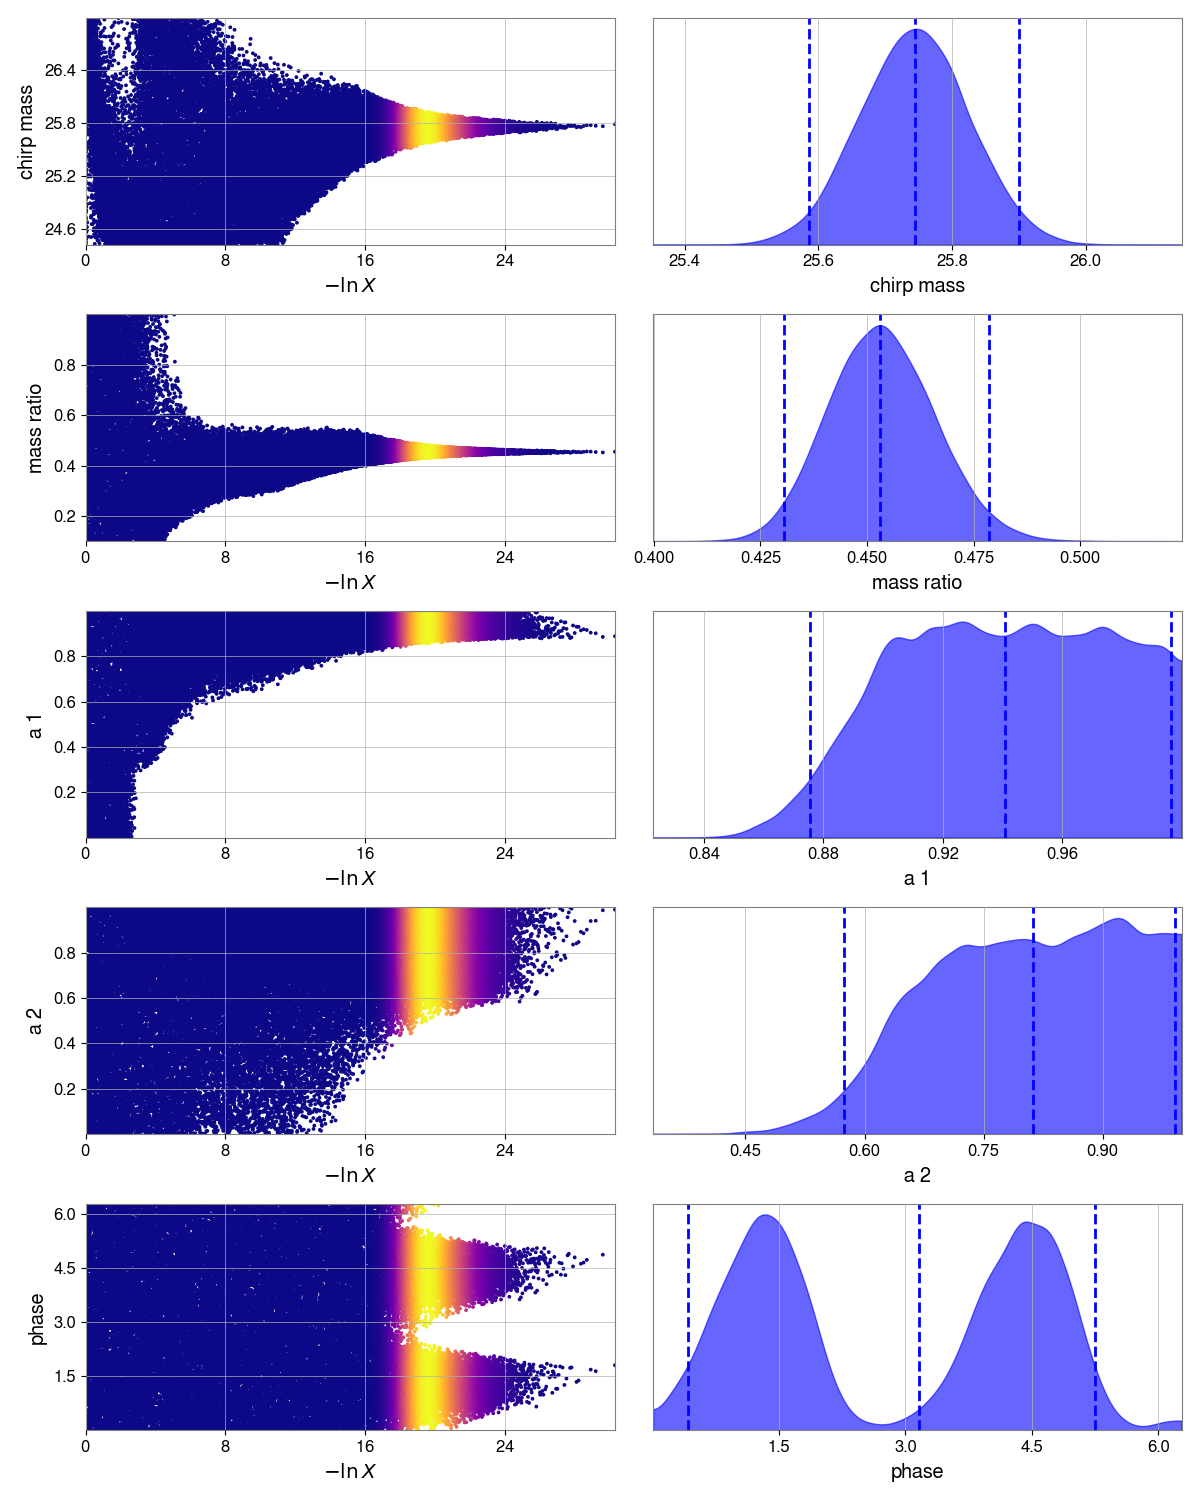 26.4
25.8
25.2
24.6
chirp mass
0 8 16 24
−ln X
25.4 25.6 25.8 26.0
chirp mass
0.8
0.6
0.4
0.2
mass ratio
0 8 16 24
−ln X
0.400 0.425 0.450 0.475 0.500
mass ratio
0.8
0.6
0.4
0.2
a 1
0 8 16 24
−ln X
0.84 0.88 0.92 0.96
a 1
0.8
0.6
0.4
0.2
a 2
0 8 16 24
−ln X
0.45 0.60 0.75 0.90
a 2
6.0
4.5
3.0
1.5
phase
0 8 16 24
−ln X
1.5 3.0 4.5 6.0
phase